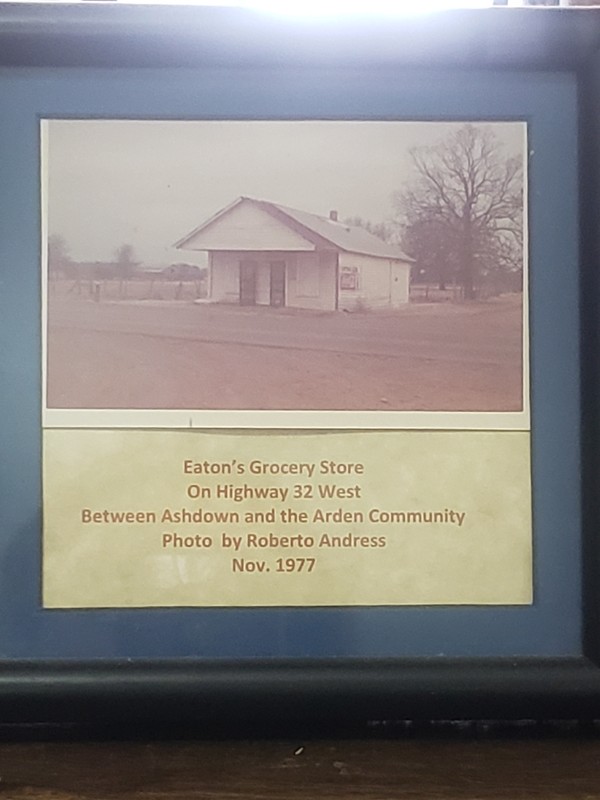 Eaton's Grocery Store
On Highway 32 West
Between Ashdown and the Arden Community
Photo  by Roberto Andress
Nov. 1977